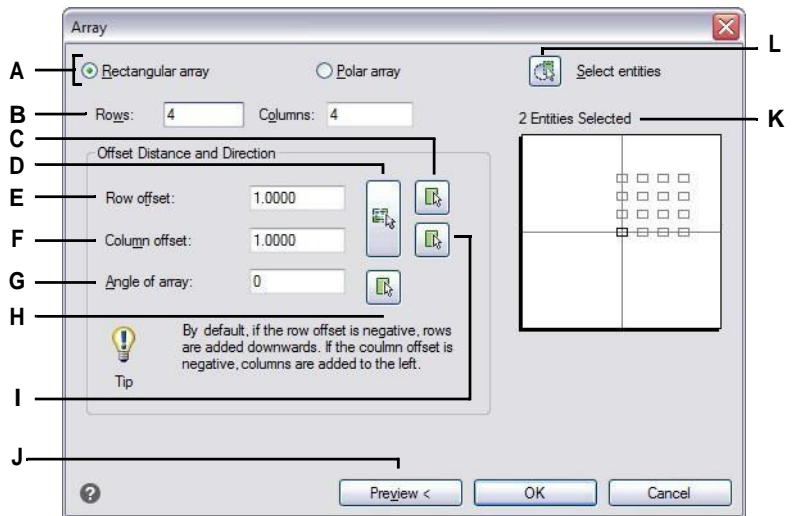 Array
L
A
Rectangular array
Polar array
Select entities
B
Rows: 4
Columns: 4
2 Entities Selected
K
C
Offset Distance and Direction
D
E
Row offset: 1.0000
F
Column offset: 1.0000
G
Angle of array: 0
H
By default, if the row offset is negative, rows
are added downwards. If the coulmn offset is
negative, columns are added to the left.
Tip
I
J
?
Preview <
OK
Cancel